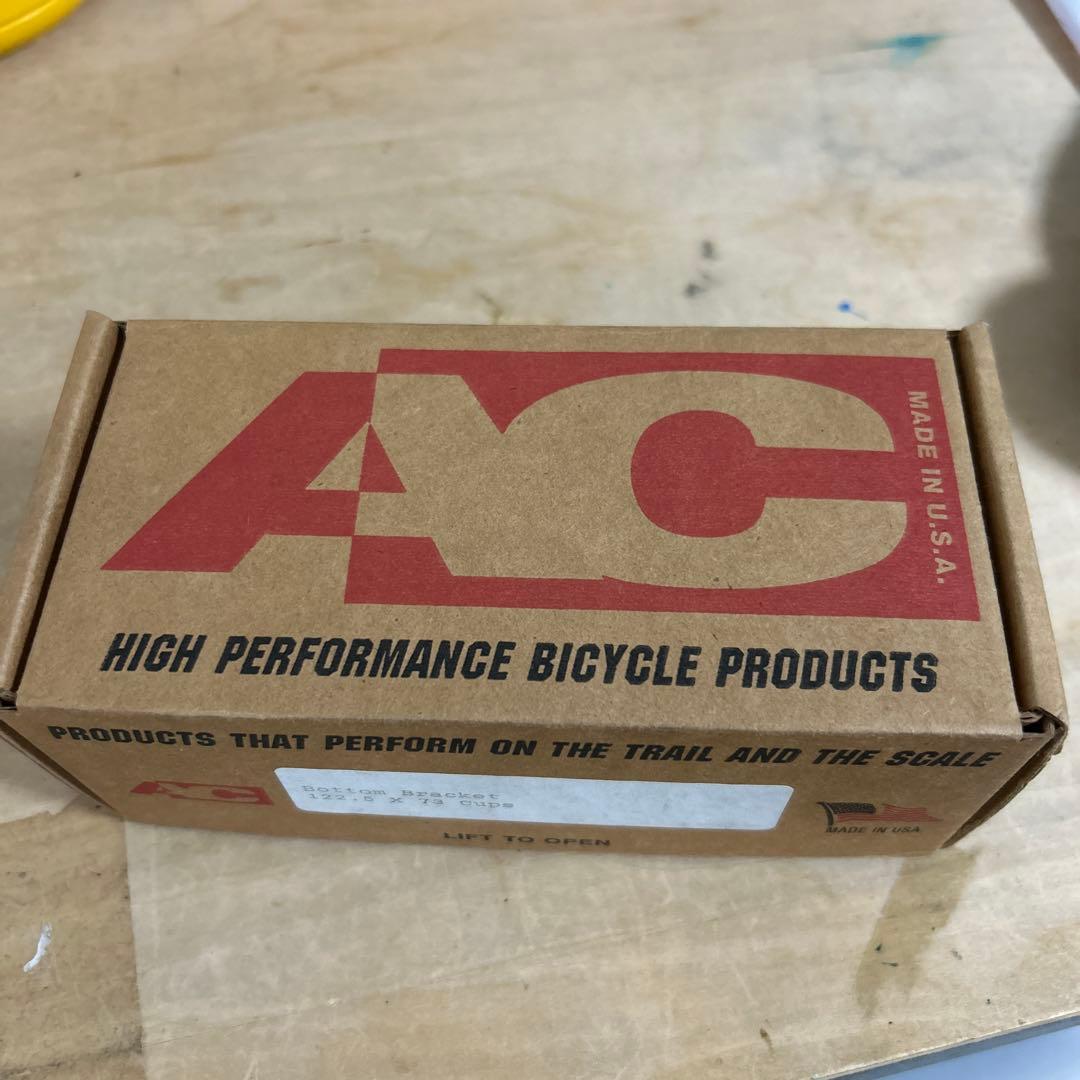 AC
MADE IN U.S.A.
HIGH PERFORMANCE BICYCLE PRODUCTS
PRODUCTS THAT PERFORM ON THE TRAIL AND THE SCALE
AC
Bottom Bracket
122.5 X 73 Cups
MADE IN USA
LIFT TO OPEN